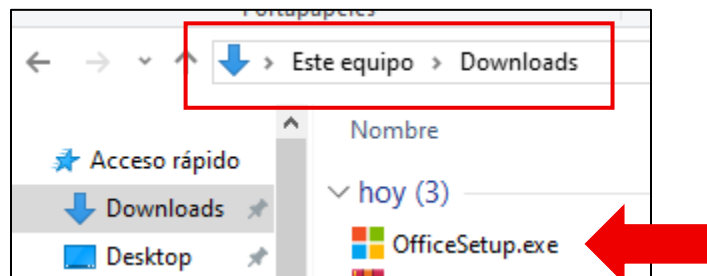 Portapapeles
Este equipo > Downloads
Nombre
Acceso rápido
hoy (3)
Downloads
OfficeSetup.exe
Desktop